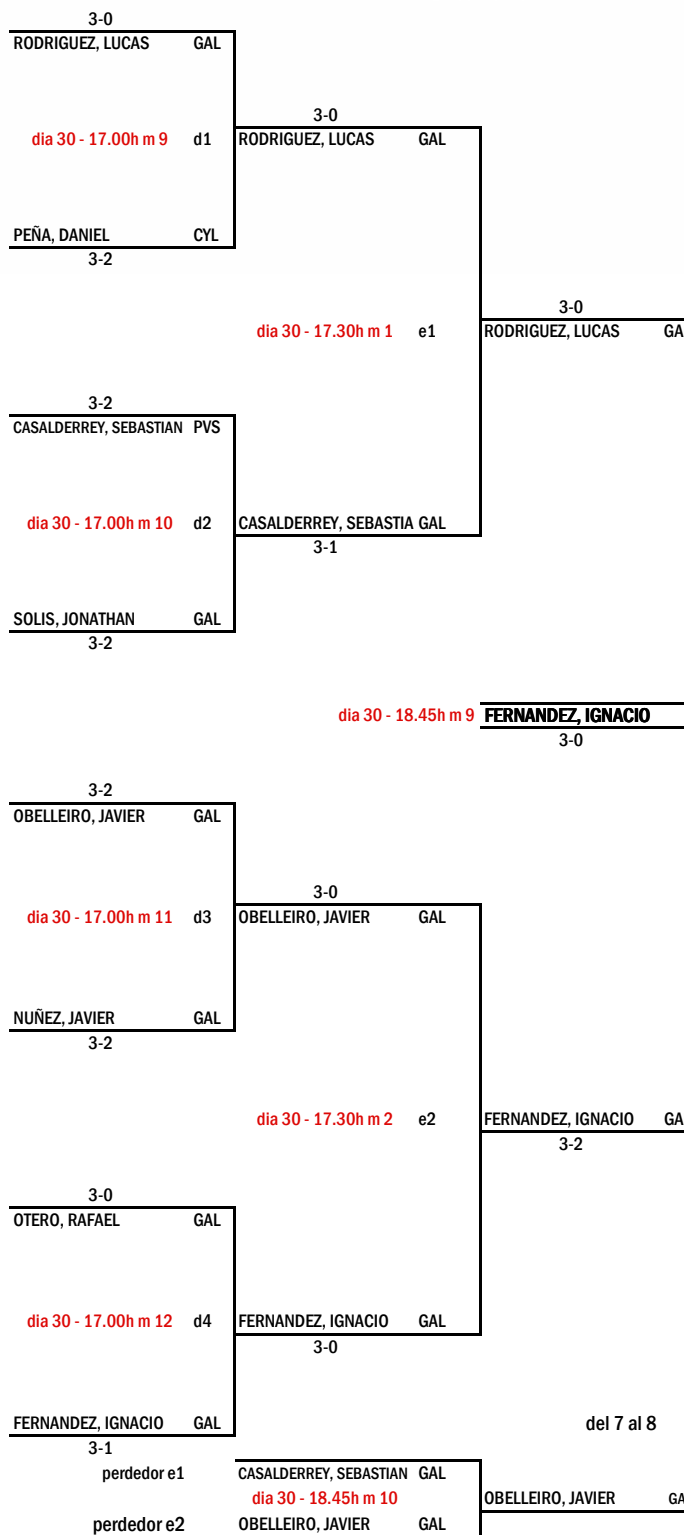 3-0
RODRIGUEZ, LUCAS GAL
3-0
dia 30 - 17.00h m 9 d1 RODRIGUEZ, LUCAS GAL
PEÑA, DANIEL CYL
3-2
3-0
dia 30 - 17.30h m 1 e1 RODRIGUEZ, LUCAS GA
3-2
CASALDERREY, SEBASTIAN PVS
dia 30 - 17.00h m 10 d2 CASALDERREY, SEBASTIA GAL
3-1
SOLIS, JONATHAN GAL
3-2
dia 30 - 18.45h m 9 FERNANDEZ, IGNACIO
3-0
3-2
OBELLEIRO, JAVIER GAL
3-0
dia 30 - 17.00h m 11 d3 OBELLEIRO, JAVIER GAL
NUÑEZ, JAVIER GAL
3-2
dia 30 - 17.30h m 2 e2 FERNANDEZ, IGNACIO GA
3-2
3-0
OTERO, RAFAEL GAL
dia 30 - 17.00h m 12 d4 FERNANDEZ, IGNACIO GAL
3-0
FERNANDEZ, IGNACIO GAL del 7 al 8
3-1
perdedor e1 CASALDERREY, SEBASTIAN GAL
dia 30 - 18.45h m 10 OBELLEIRO, JAVIER GA
perdedor e2 OBELLEIRO, JAVIER GAL